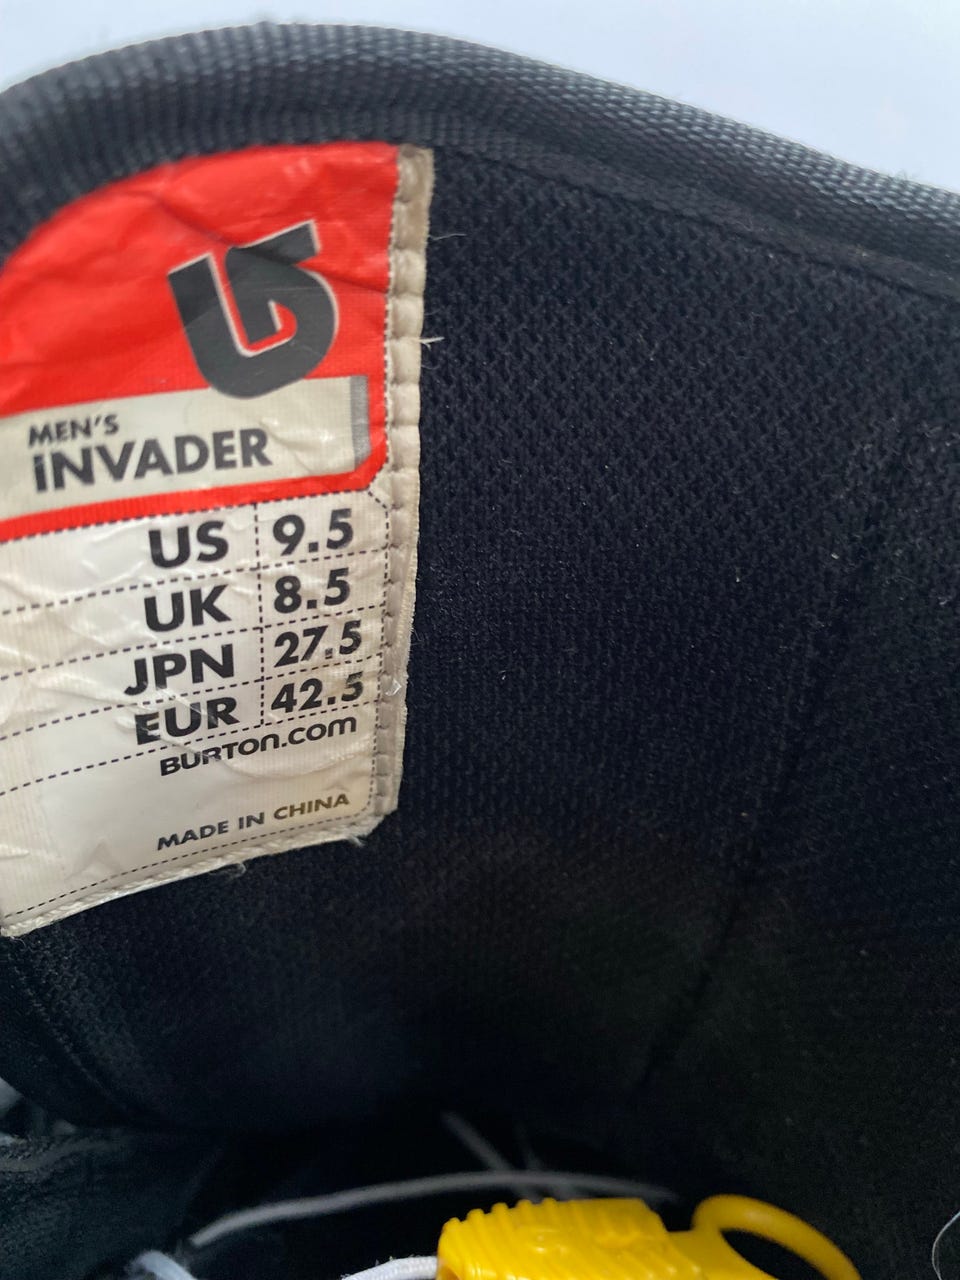 MEN'S
INVADER
US 9.5
UK 8.5
JPN 27.5
EUR 42.5
BURTON.COM
MADE IN CHINA